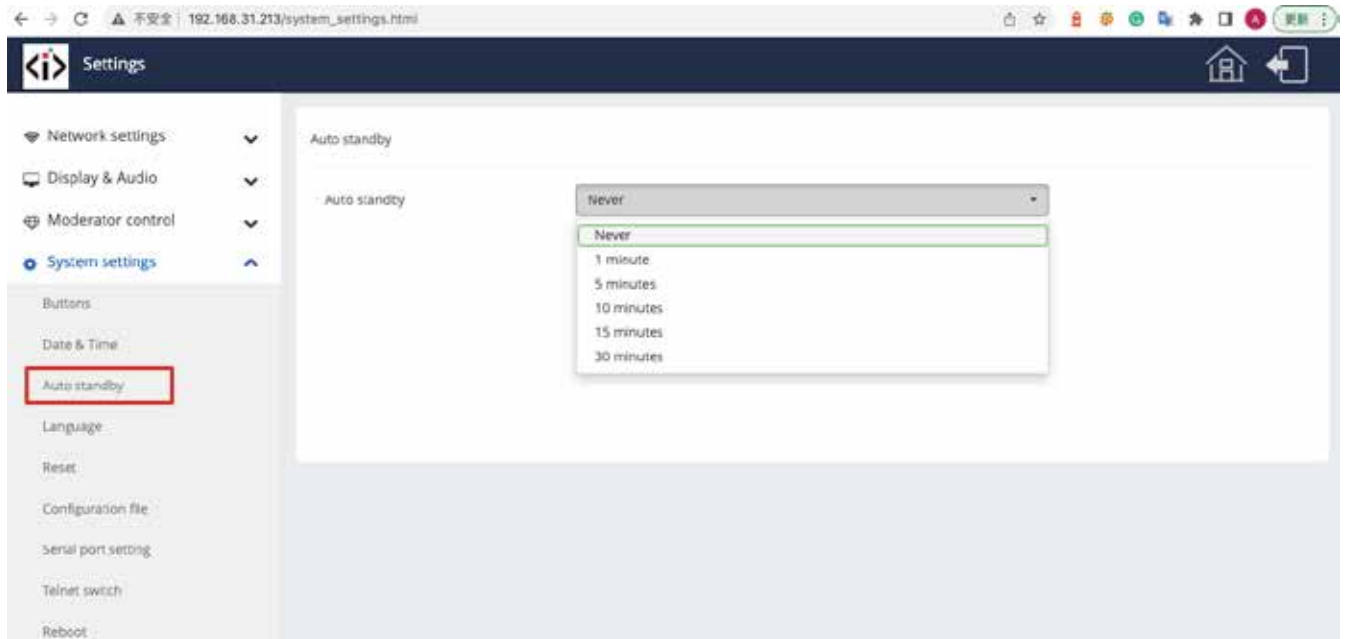 不安全 192.168.31.213/system_settings.html
更新
<i> Settings
Network settings
Display & Audio
Moderator control
System settings
Buttons
Date & Time
Auto standby
Language
Reset
Configuration file
Serial port setting
Telnet switch
Reboot
Auto standby
Auto standby
Never
Never
1 minute
5 minutes
10 minutes
15 minutes
30 minutes